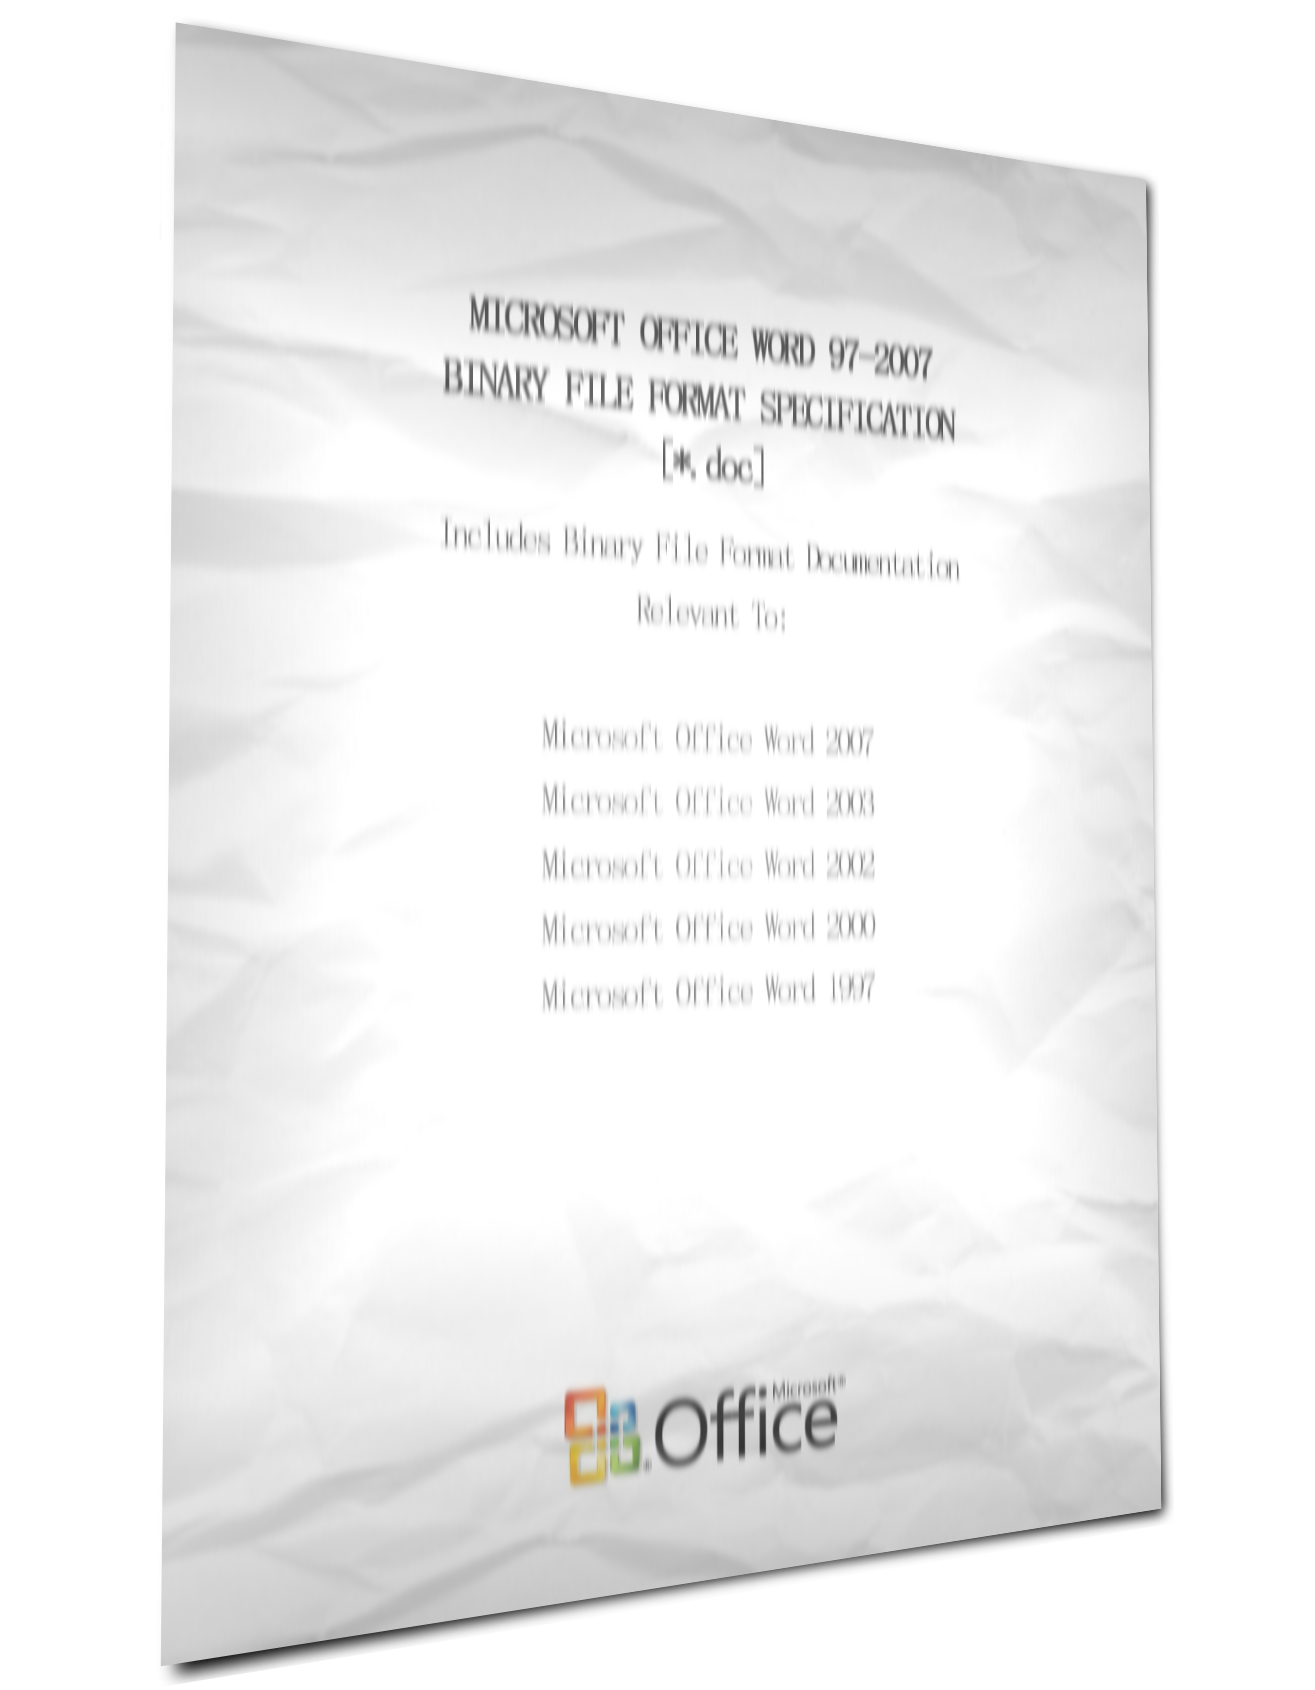 MICROSOFT OFFICE WORD 97-2007
BINARY FILE FORMAT SPECIFICATION
[*.doc]
Includes Binary File Format Documentation
Relevant To:
Microsoft Office Word 2007
Microsoft Office Word 2003
Microsoft Office Word 2002
Microsoft Office Word 2000
Microsoft Office Word 1997
Microsoft®
Office